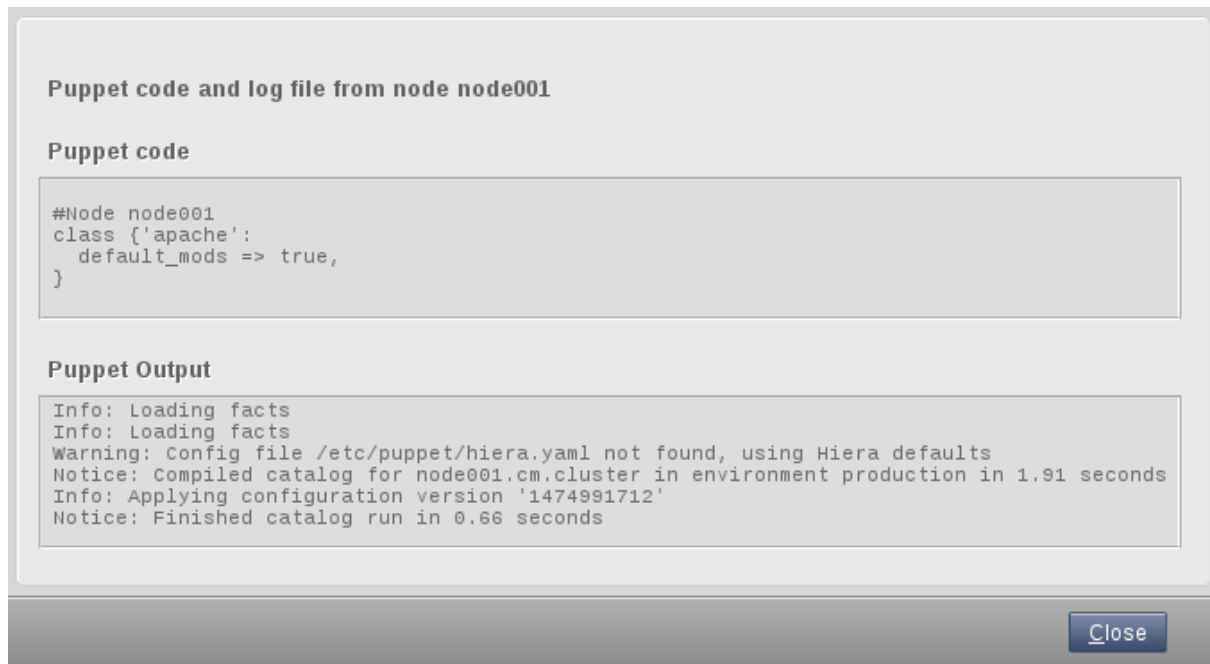 Puppet code and log file from node node001
Puppet code
#Node node001
class {'apache':
  default_mods => true,
}
Puppet Output
Info: Loading facts
Info: Loading facts
Warning: Config file /etc/puppet/hiera.yaml not found, using Hiera defaults
Notice: Compiled catalog for node001.cm.cluster in environment production in 1.91 seconds
Info: Applying configuration version '1474991712'
Notice: Finished catalog run in 0.66 seconds
Close